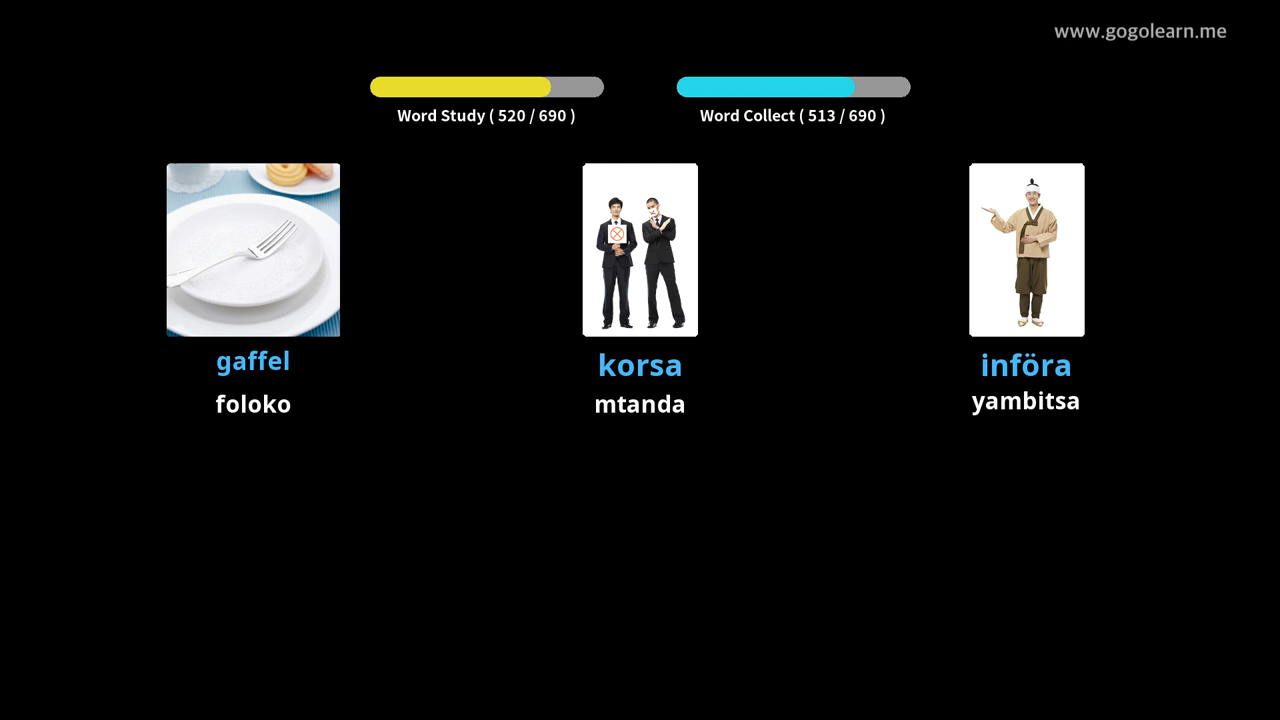 www.gogolearn.me
Word Study ( 520 / 690 )
Word Collect ( 513 / 690 )
gaffel
korsa
införa
foloko
mtanda
yambitsa